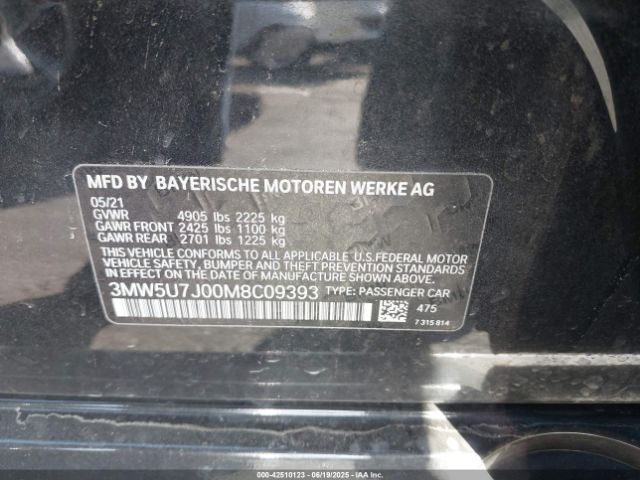 MFD BY BAYERISCHE MOTOREN WERKE AG
05/21
GVWR 4905 lbs 2225 kg
GAWR FRONT 2425 lbs 1100 kg
GAWR REAR 2701 lbs 1225 kg
THIS VEHICLE CONFORMS TO ALL APPLICABLE U.S.FEDERAL MOTOR
VEHICLE SAFETY, BUMPER AND THEFT PREVENTION STANDARDS
IN EFFECT ON THE DATE OF MANUFACTURE SHOWN ABOVE.
3MW5U7J00M8C09393 TYPE: PASSENGER CAR
475
7 315 814
000-42510123 - 06/19/2025 - IAAI.COM